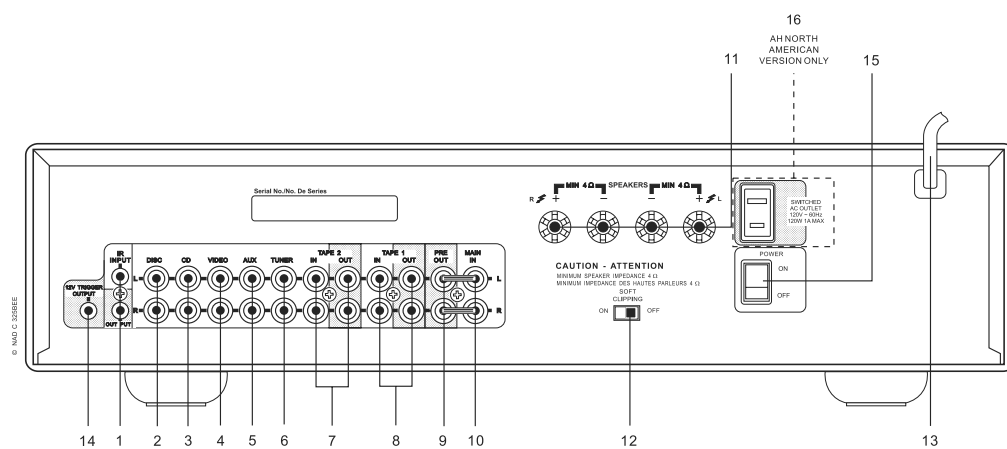 16
AH NORTH
AMERICAN
VERSION ONLY
11
15
Serial No./No. De Series
R + MIN 4Ω − SPEAKERS − MIN 4Ω + L
SWITCHED
AC OUTLET
120V ~ 60Hz
120W 1A MAX
POWER
ON
OFF
CAUTION - ATTENTION
MINIMUM SPEAKER IMPEDANCE 4 Ω
MINIMUM IMPEDANCE DES HAUTES PARLEURS 4 Ω
SOFT
CLIPPING
ON OFF
IR
INPUT
DISC CD VIDEO AUX TUNER
TAPE 2
IN OUT
TAPE 1
IN OUT
PRE
OUT
MAIN
IN
L L
12V TRIGGER
OUTPUT
R R
OUT PUT
© NAD C 325BEE
14 1 2 3 4 5 6 7 8 9 10 12 13